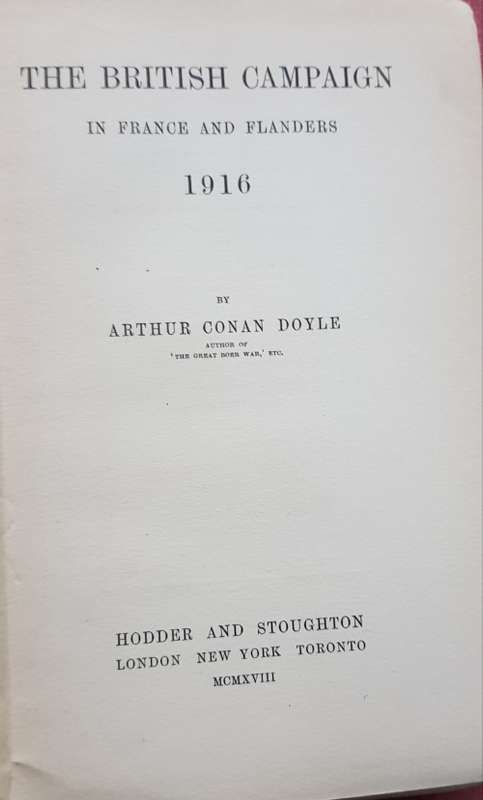 THE BRITISH CAMPAIGN
IN FRANCE AND FLANDERS
1916
BY
ARTHUR CONAN DOYLE
AUTHOR OF
‘THE GREAT BOER WAR,’ ETC.
HODDER AND STOUGHTON
LONDON NEW YORK TORONTO
MCMXVIII